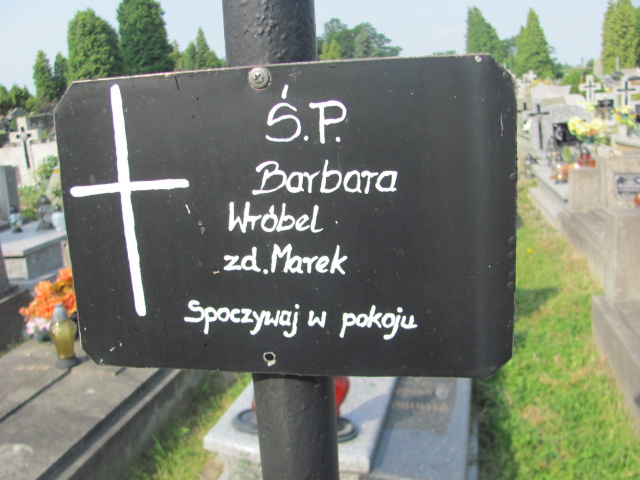 Ś.P.
Barbara
Wróbel
zd. Marek
Spoczywaj w pokoju